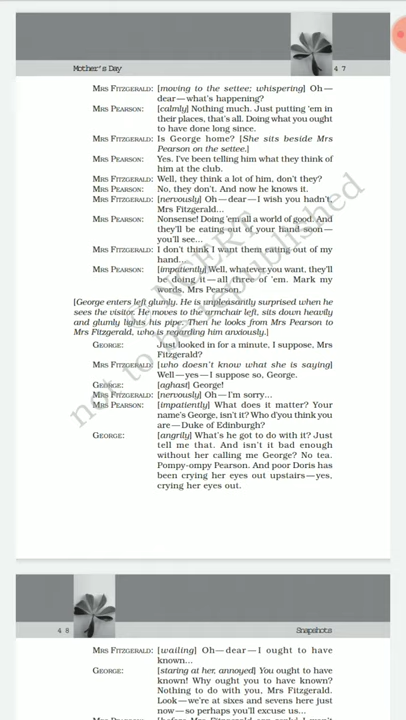 Mother's Day 47
MRS FITZGERALD: [moving to the settee; whispering] Oh—
dear—what's happening?
MRS PEARSON: [calmly] Nothing much. Just putting 'em in
their places, that's all. Doing what you ought
to have done long since.
MRS FITZGERALD: Is George home? [She sits beside Mrs
Pearson on the settee.]
MRS PEARSON: Yes. I've been telling him what they think of
him at the club.
MRS FITZGERALD: Well, they think a lot of him, don't they?
MRS PEARSON: No, they don't. And now he knows it.
MRS FITZGERALD: [nervously] Oh—dear—I wish you hadn't,
Mrs Fitzgerald...
MRS PEARSON: Nonsense! Doing 'em all a world of good. And
they'll be eating out of your hand soon—
you'll see...
MRS FITZGERALD: I don't think I want them eating out of my
hand...
MRS PEARSON: [impatiently] Well, whatever you want, they'll
be doing it—all three of 'em. Mark my
words, Mrs Pearson.
[George enters left glumly. He is unpleasantly surprised when he
sees the visitor. He moves to the armchair left, sits down heavily
and glumly lights his pipe. Then he looks from Mrs Pearson to
Mrs Fitzgerald, who is regarding him anxiously.]
GEORGE: Just looked in for a minute, I suppose, Mrs
Fitzgerald?
MRS FITZGERALD: [who doesn't know what she is saying]
Well—yes—I suppose so, George.
GEORGE: [aghast] George!
MRS FITZGERALD: [nervously] Oh—I'm sorry...
MRS PEARSON: [impatiently] What does it matter? Your
name's George, isn't it? Who d'you think you
are—Duke of Edinburgh?
GEORGE: [angrily] What's he got to do with it? Just
tell me that. And isn't it bad enough
without her calling me George? No tea.
Pompy-ompy Pearson. And poor Doris has
been crying her eyes out upstairs—yes,
crying her eyes out.
© NCERT
not to be republished
48 Snapshots
MRS FITZGERALD: [wailing] Oh—dear—I ought to have
known...
GEORGE: [staring at her, annoyed] You ought to have
known! Why ought you to have known?
Nothing to do with you, Mrs Fitzgerald.
Look—we're at sixes and sevens here just
now—so perhaps you'll excuse us...